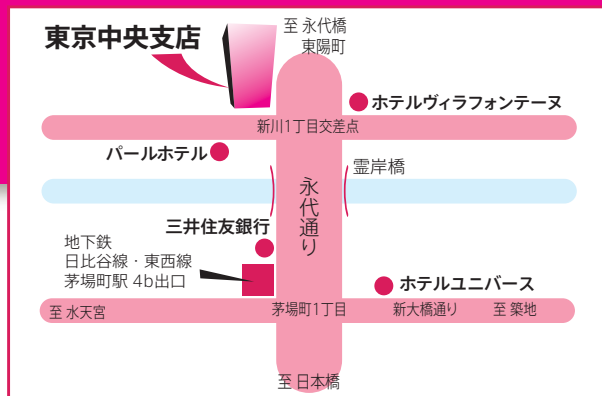 東京中央支店
至 永代橋
東陽町
ホテルヴィラフォンテーヌ
新川1丁目交差点
パールホテル
霊岸橋
永代通り
三井住友銀行
地下鉄
日比谷線・東西線
茅場町駅 4b出口
ホテルユニバース
至 水天宮
茅場町1丁目
新大橋通り
至 築地
至 日本橋